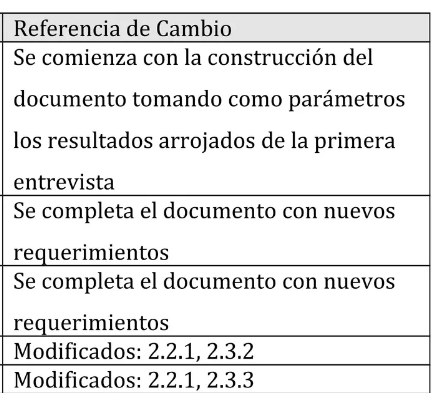 Referencia de Cambio
Se comienza con la construcción del
documento tomando como parámetros
los resultados arrojados de la primera
entrevista
Se completa el documento con nuevos
requerimientos
Se completa el documento con nuevos
requerimientos
Modificados: 2.2.1, 2.3.2
Modificados: 2.2.1, 2.3.3